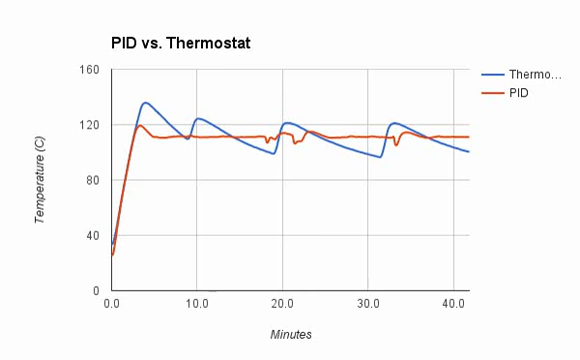 PID vs. Thermostat
160
120
80
40
0
Temperature (C)
0.0 10.0 20.0 30.0 40.0
Minutes
Thermo...
PID